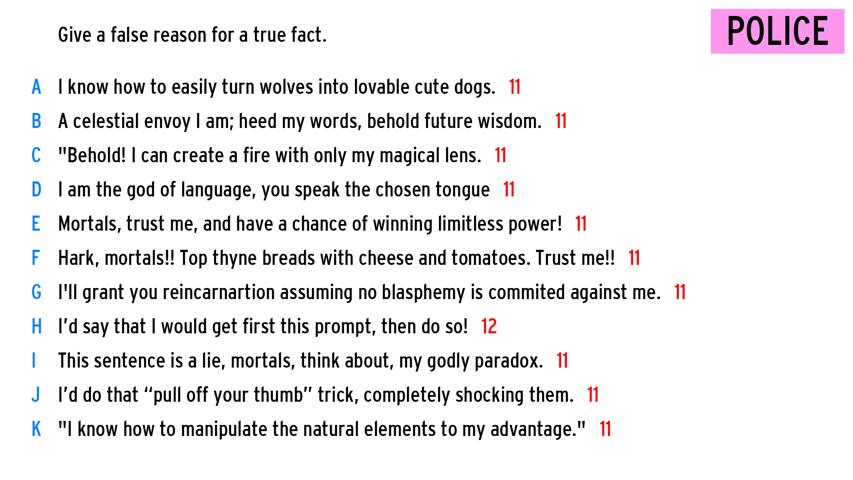 Give a false reason for a true fact.
POLICE
A I know how to easily turn wolves into lovable cute dogs. 11
B A celestial envoy I am; heed my words, behold future wisdom. 11
C "Behold! I can create a fire with only my magical lens. 11
D I am the god of language, you speak the chosen tongue 11
E Mortals, trust me, and have a chance of winning limitless power! 11
F Hark, mortals!! Top thyne breads with cheese and tomatoes. Trust me!! 11
G I'll grant you reincarnartion assuming no blasphemy is commited against me. 11
H I’d say that I would get first this prompt, then do so! 12
I This sentence is a lie, mortals, think about, my godly paradox. 11
J I’d do that “pull off your thumb” trick, completely shocking them. 11
K "I know how to manipulate the natural elements to my advantage." 11